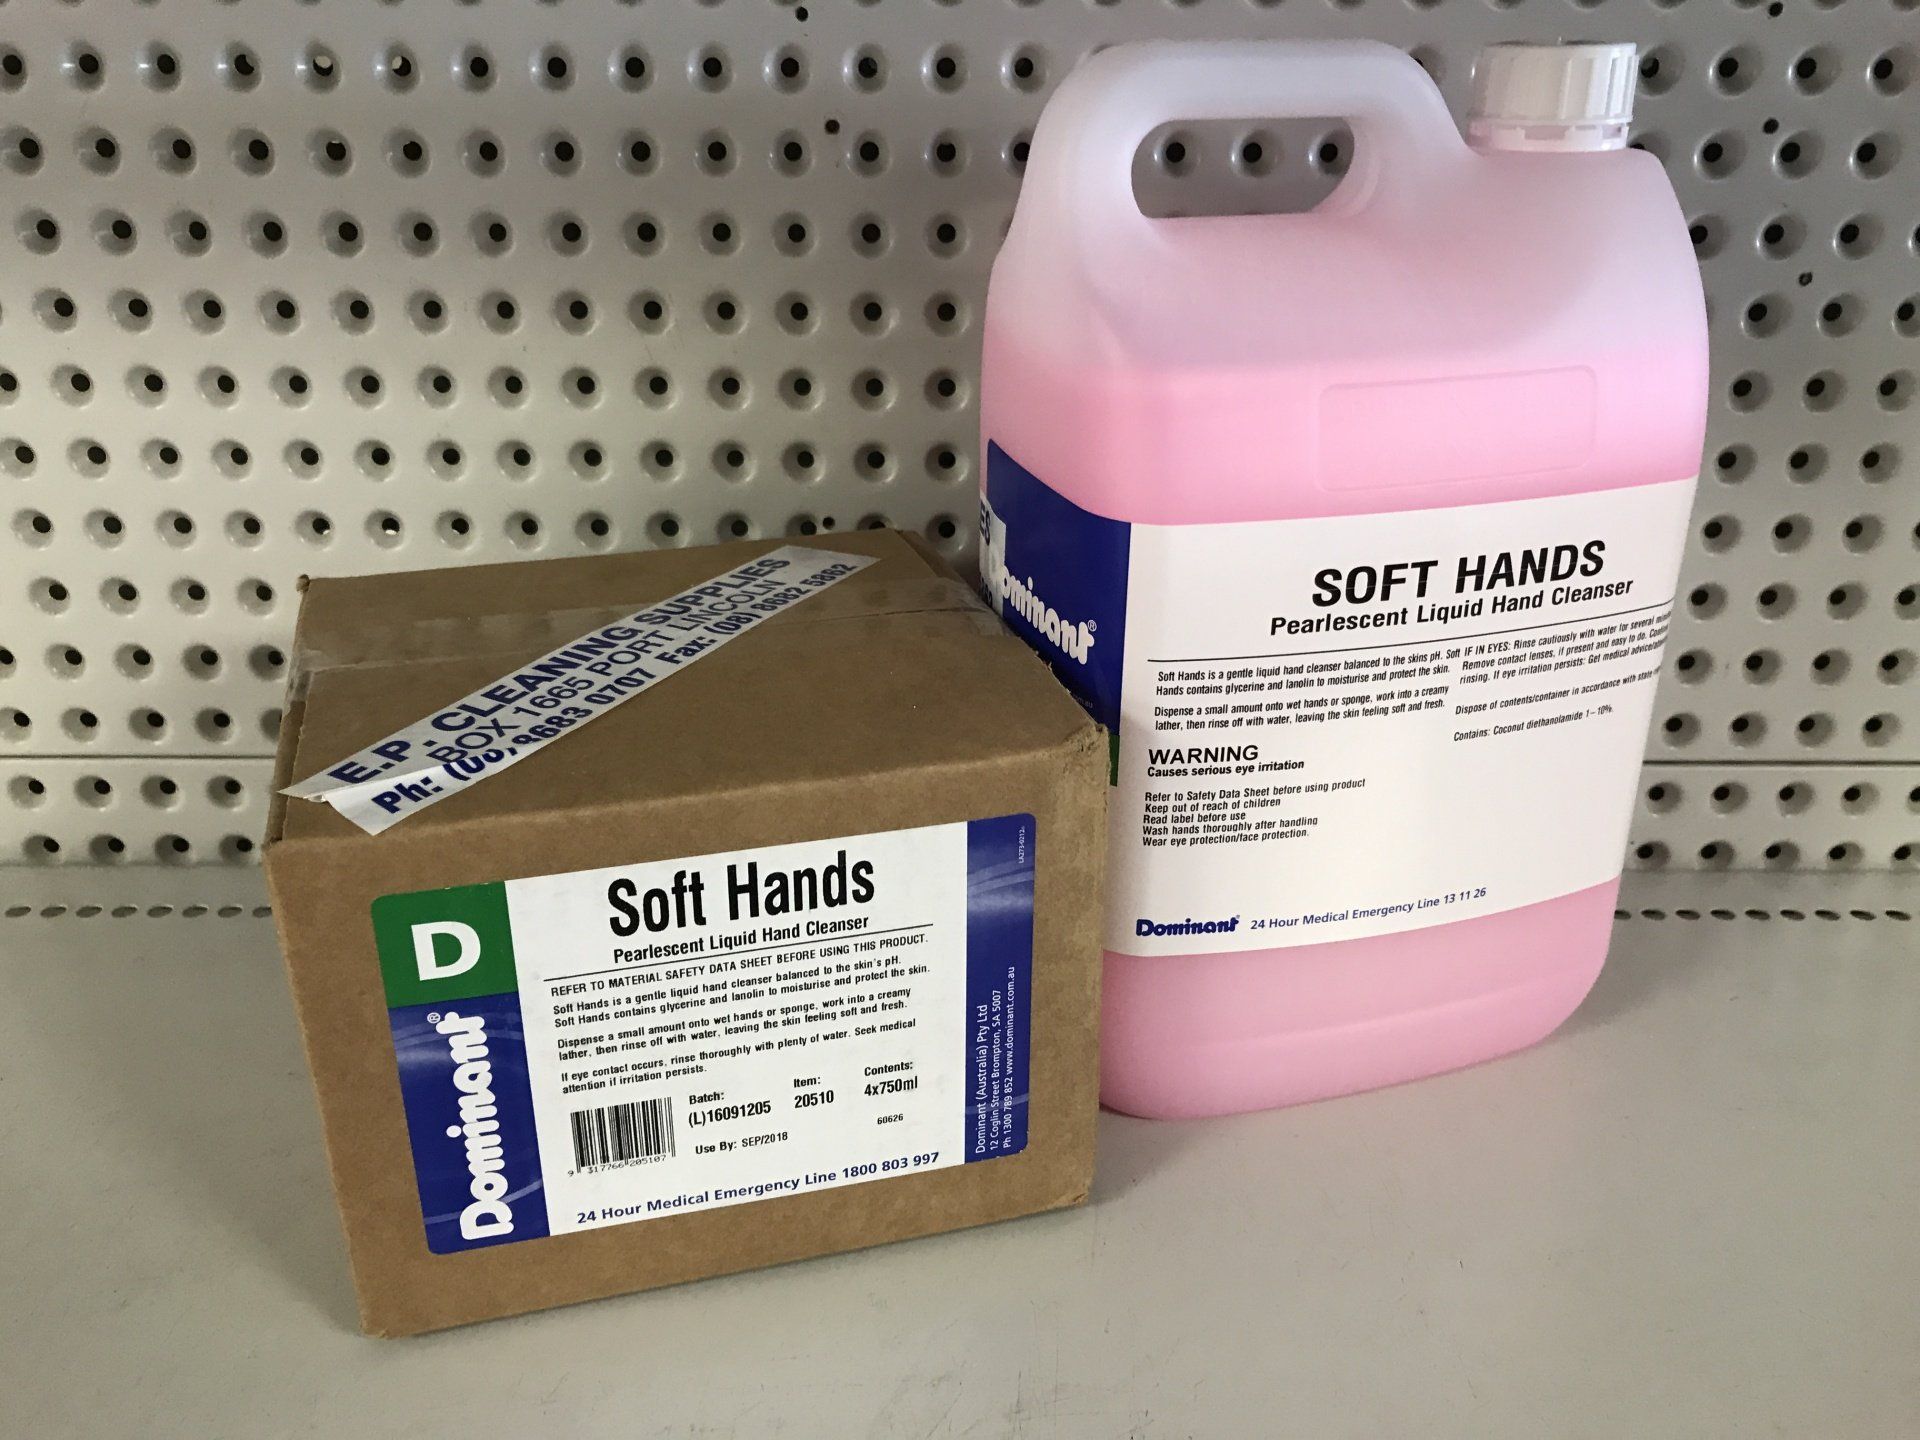 E.P. CLEANING SUPPLIES
BOX 1665 PORT LINCOLN
Ph: (08) 8683 0707 Fax: (08) 8682 5862
D
Dominant®
Soft Hands
Pearlescent Liquid Hand Cleanser
REFER TO MATERIAL SAFETY DATA SHEET BEFORE USING THIS PRODUCT.
Soft Hands is a gentle liquid hand cleanser balanced to the skin's pH.
Soft Hands contains glycerine and lanolin to moisturise and protect the skin.
Dispense a small amount onto wet hands or sponge, work into a creamy
lather, then rinse off with water, leaving the skin feeling soft and fresh.
If eye contact occurs, rinse thoroughly with plenty of water. Seek medical
attention if irritation persists.
Batch: Item: Contents:
(L)16091205 20510 4x750ml
Use By: SEP/2018 60626
9 317766 205107
24 Hour Medical Emergency Line 1800 803 997
Dominant (Australia) Pty Ltd
12 Coglin Street Brompton, SA 5007
Ph 1300 789 852 www.dominant.com.au
Dominant®
SOFT HANDS
Pearlescent Liquid Hand Cleanser
Soft Hands is a gentle liquid hand cleanser balanced to the skins pH. Soft
Hands contains glycerine and lanolin to moisturise and protect the skin.
Dispense a small amount onto wet hands or sponge, work into a creamy
lather, then rinse off with water, leaving the skin feeling soft and fresh.
WARNING
Causes serious eye irritation
Refer to Safety Data Sheet before using product
Keep out of reach of children
Read label before use
Wash hands thoroughly after handling
Wear eye protection/face protection.
IF IN EYES: Rinse cautiously with water for several
Remove contact lenses, if present and easy to do.
rinsing. If eye irritation persists: Get medical
Dispose of contents/container in accordance with state
Contains: Coconut diethanolamide 1-10%
Dominant® 24 Hour Medical Emergency Line 13 11 26